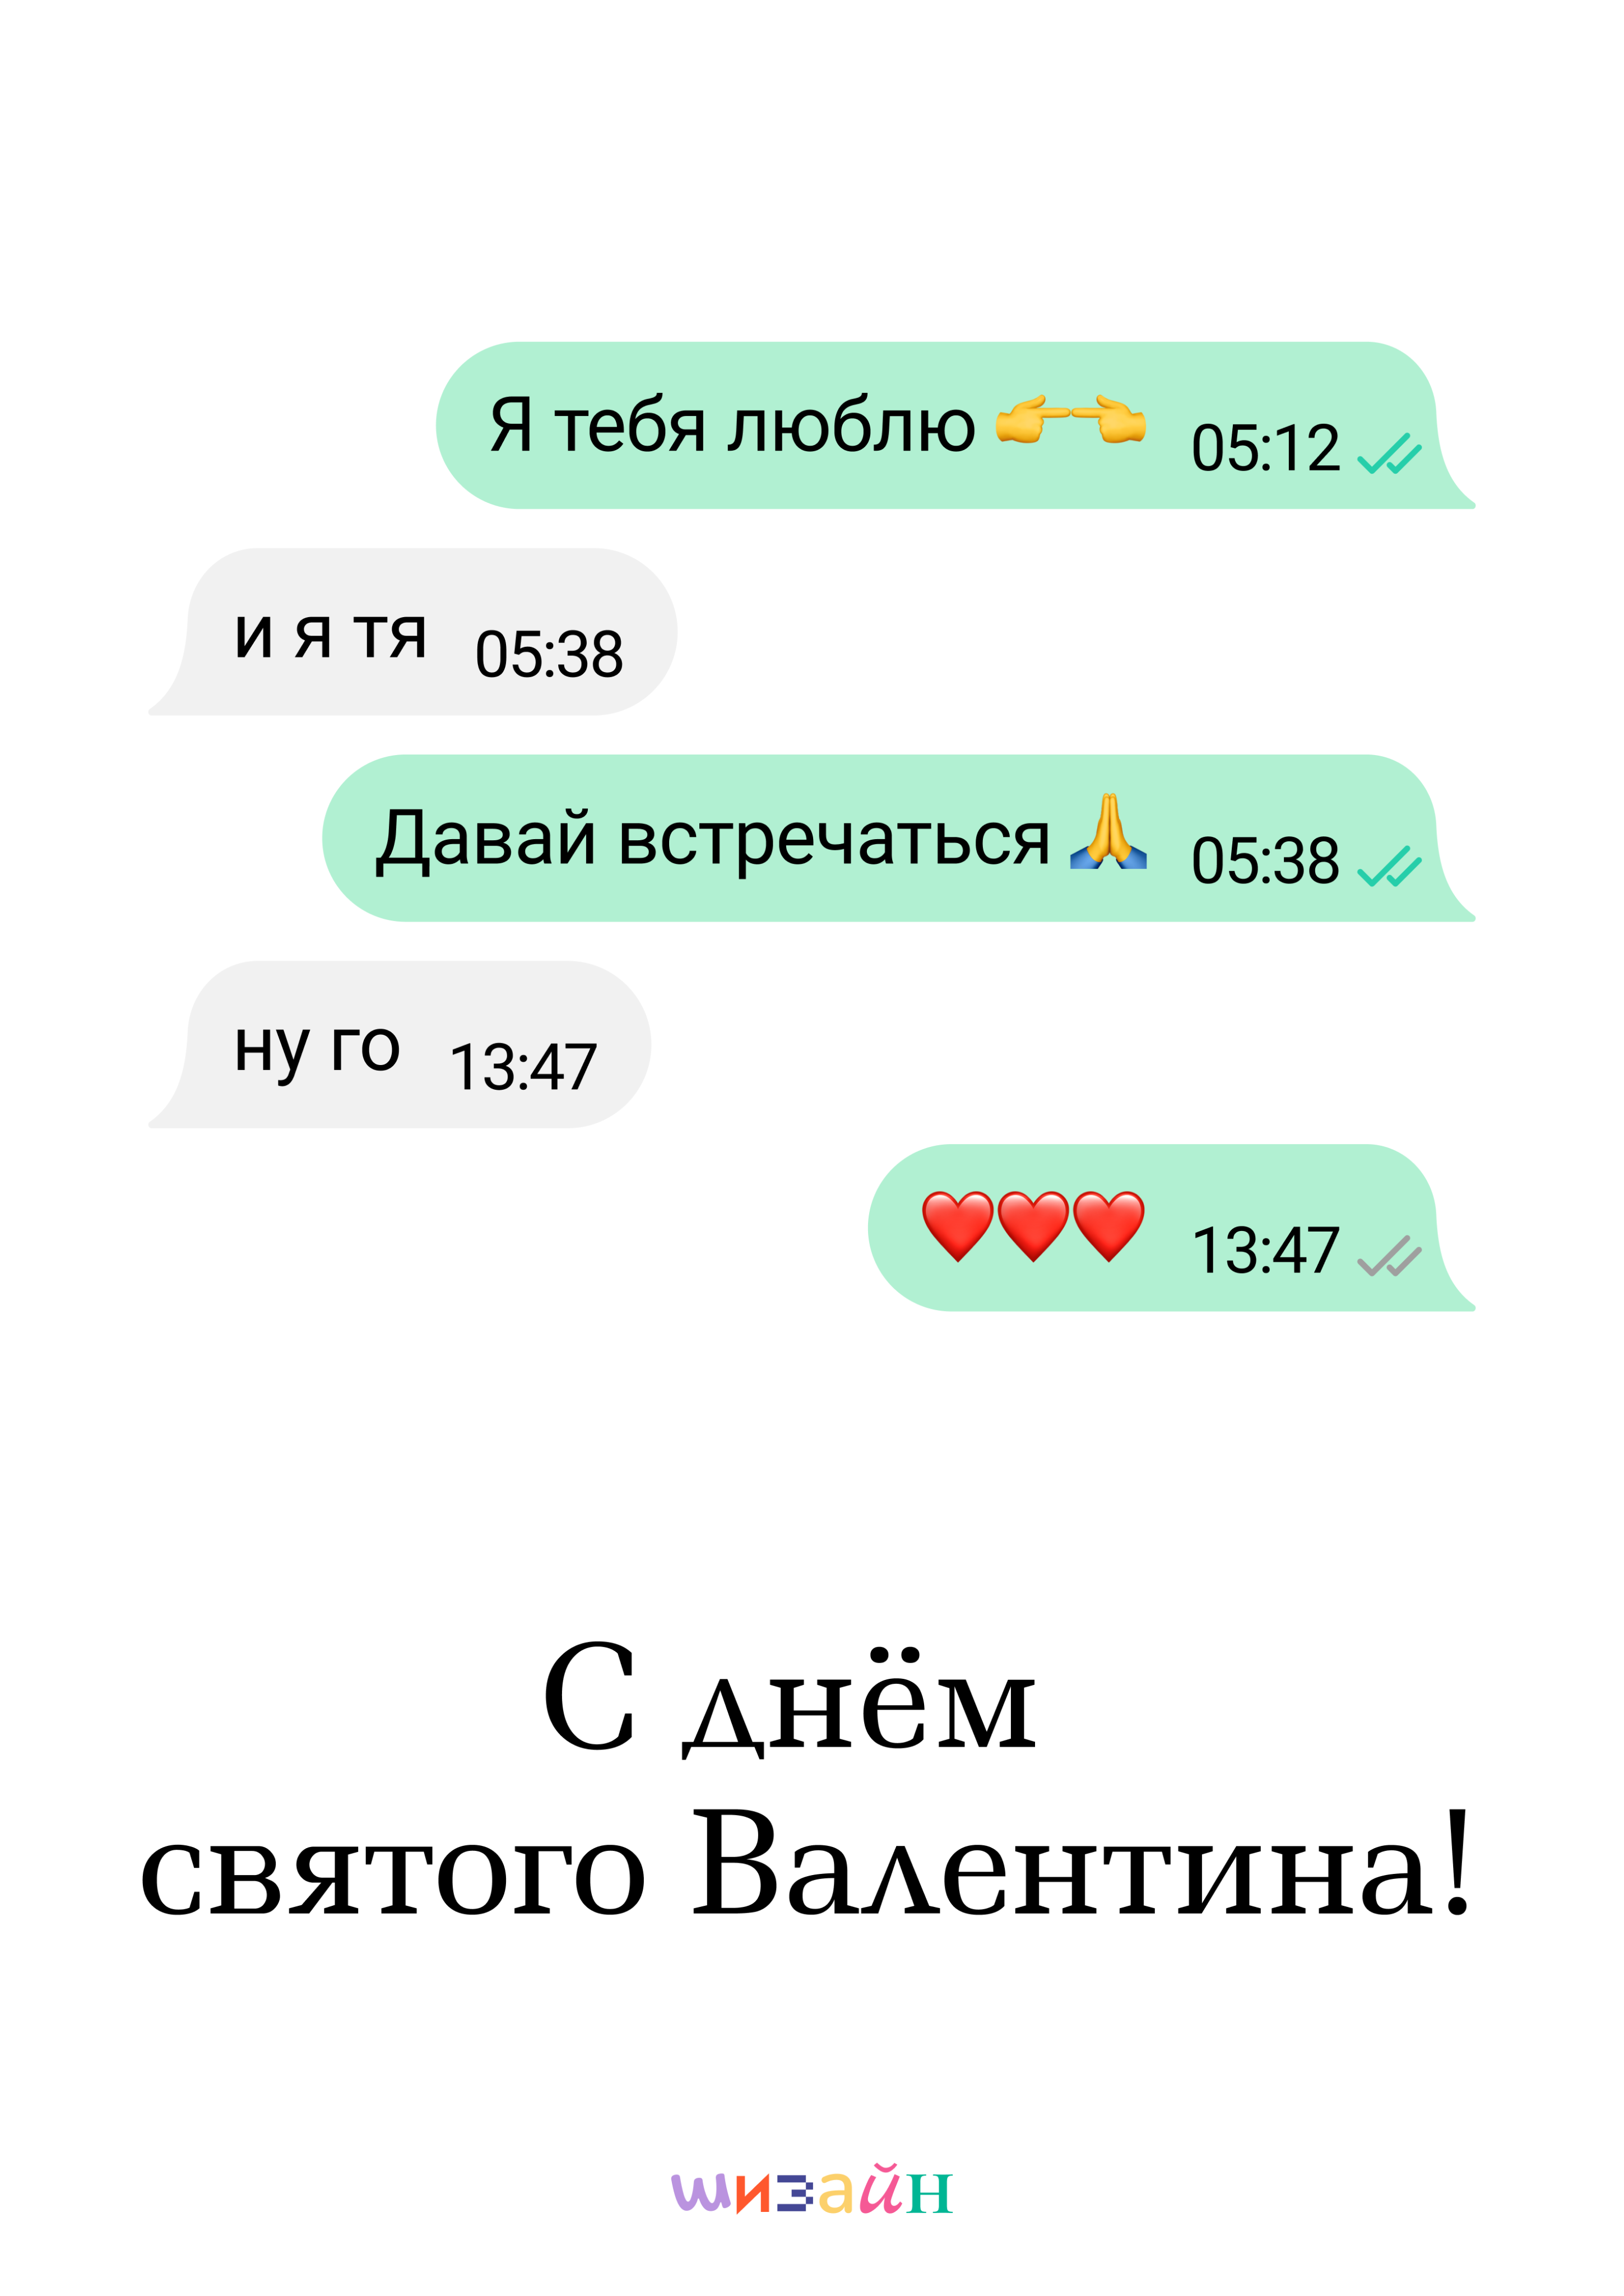 Я тебя люблю 👉👈 05:12
и я тя 05:38
Давай встречаться 🙏 05:38
ну го 13:47
❤️❤️❤️ 13:47
С днём
святого Валентина!
шизайн